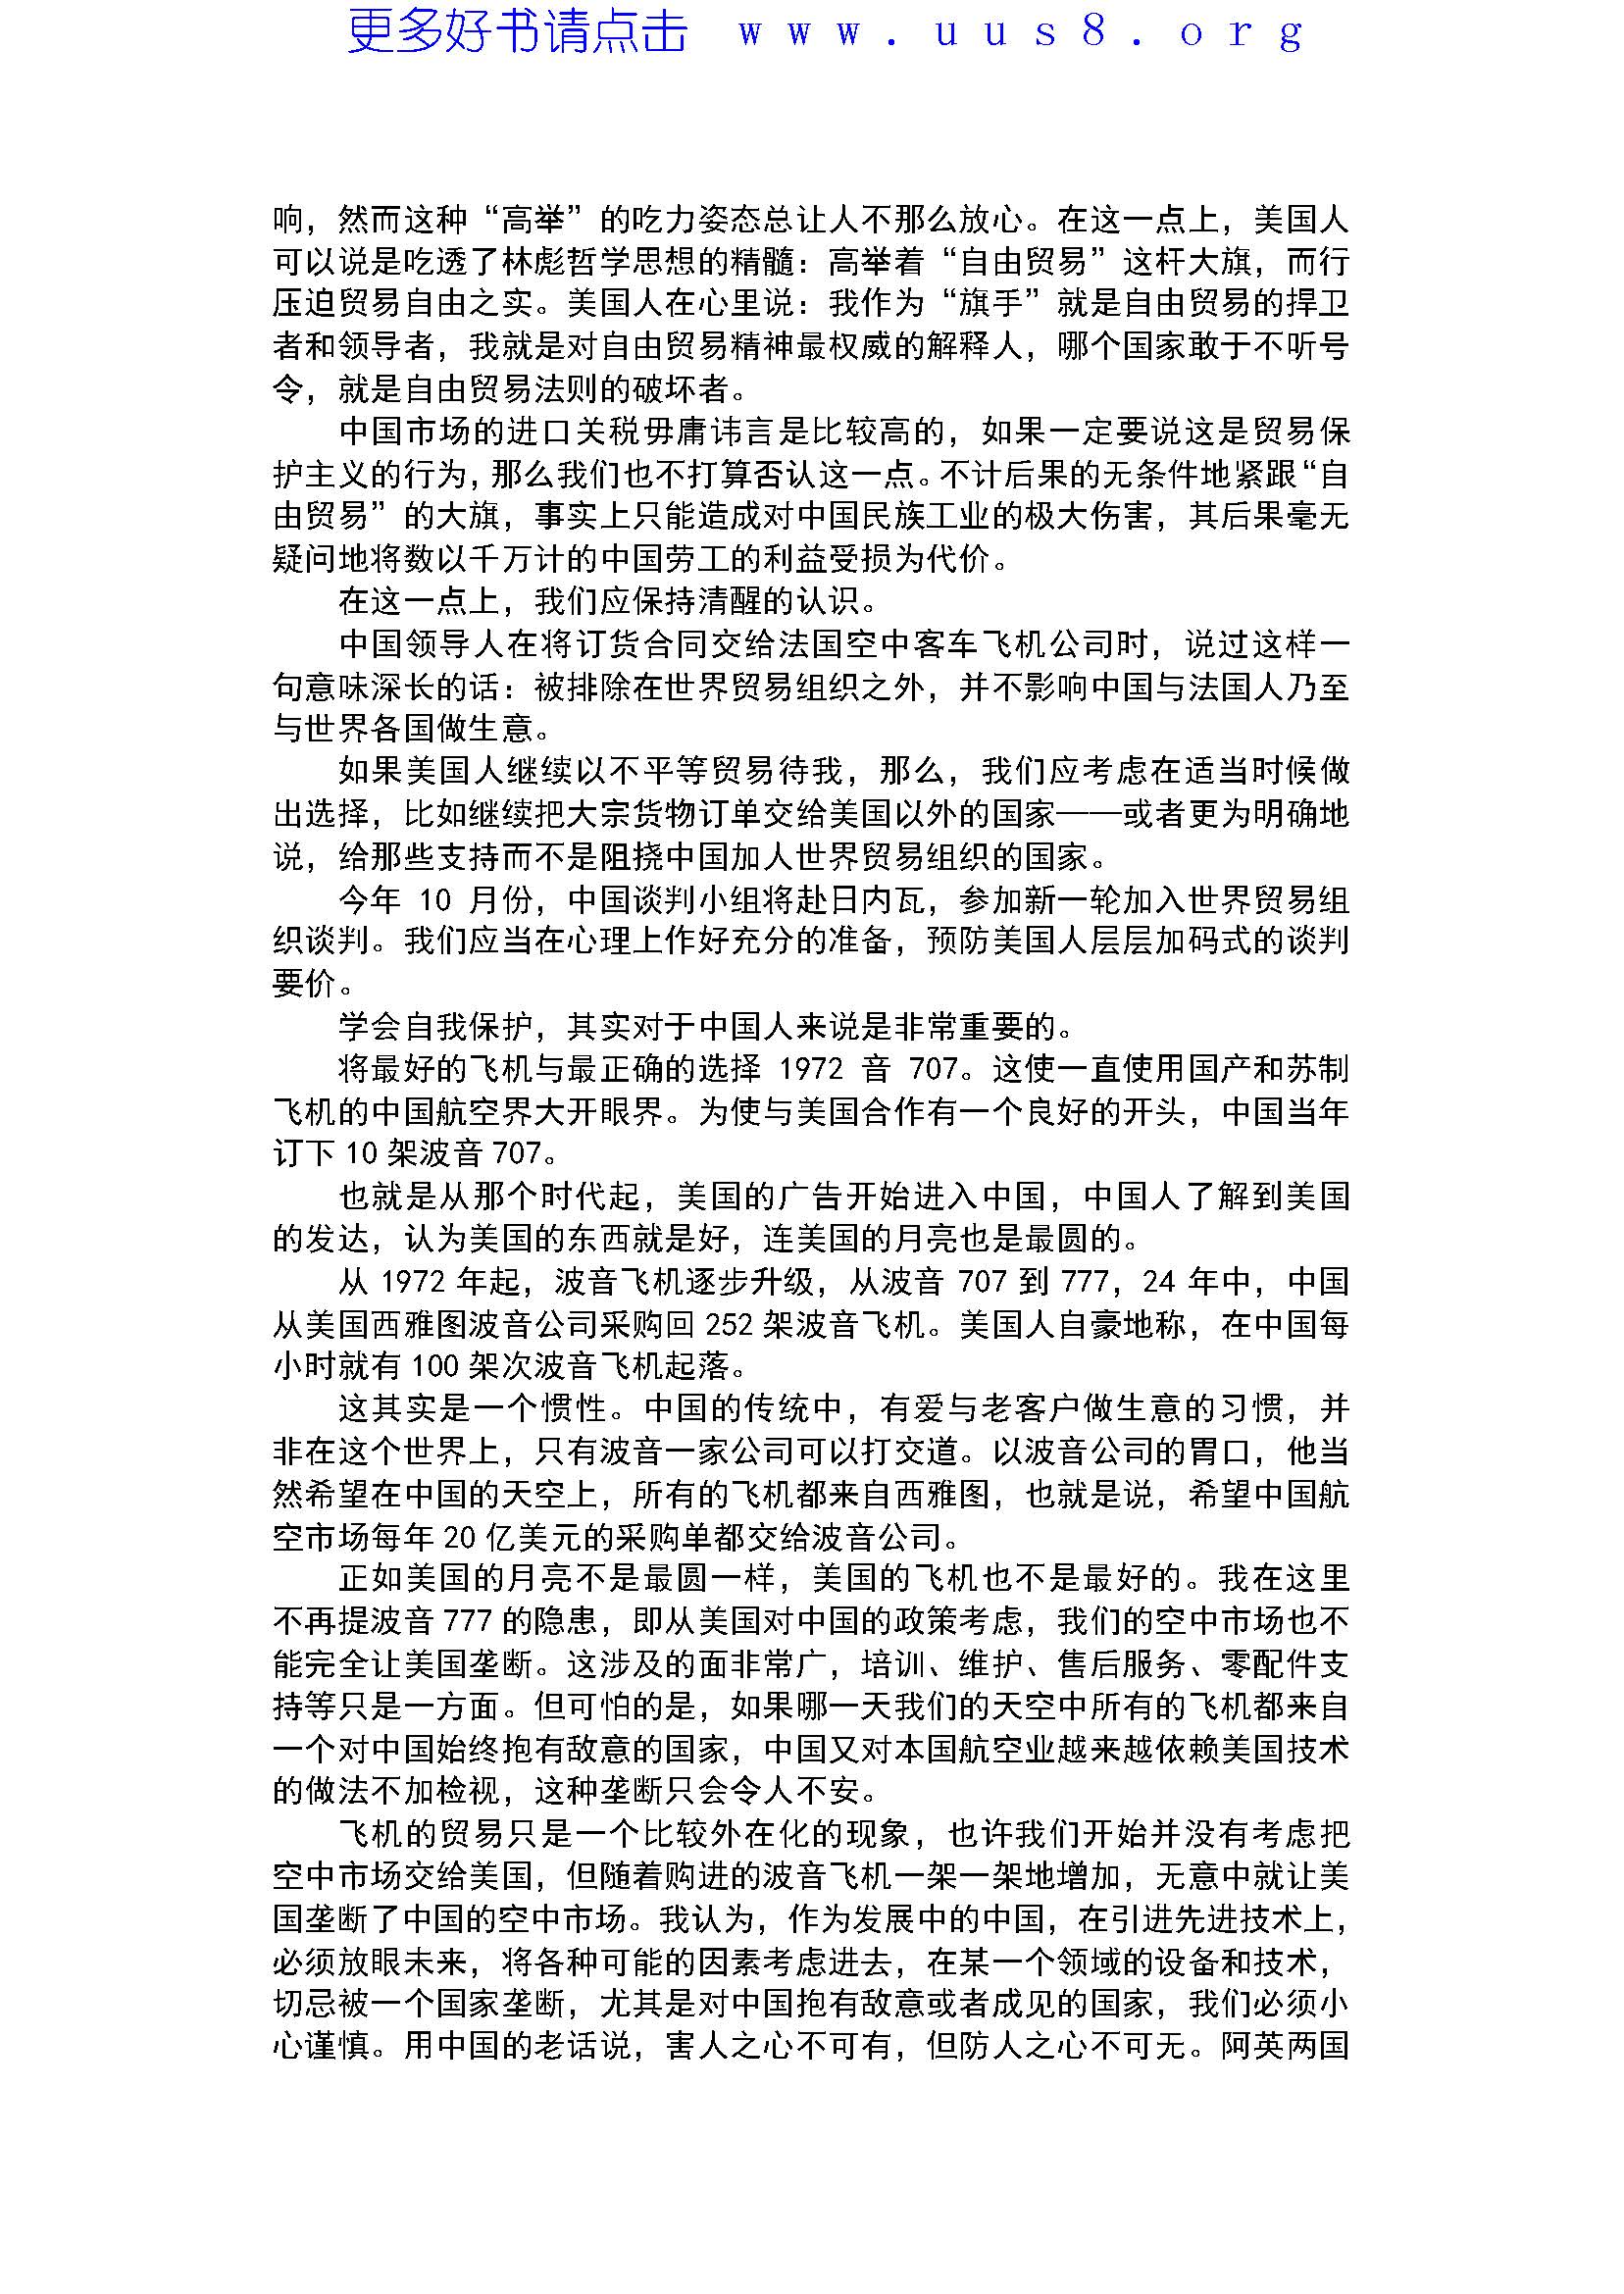 更多好书请点击 www.uus8.org
响，然而这种“高举”的吃力姿态总让人不那么放心。在这一点上，美国人
可以说是吃透了林彪哲学思想的精髓：高举着“自由贸易”这杆大旗，而行
压迫贸易自由之实。美国人在心里说：我作为“旗手”就是自由贸易的捍卫
者和领导者，我就是对自由贸易精神最权威的解释人，哪个国家敢于不听号
令，就是自由贸易法则的破坏者。
中国市场的进口关税毋庸讳言是比较高的，如果一定要说这是贸易保
护主义的行为，那么我们也不打算否认这一点。不计后果的无条件地紧跟“自
由贸易”的大旗，事实上只能造成对中国民族工业的极大伤害，其后果毫无
疑问地将数以千万计的中国劳工的利益受损为代价。
在这一点上，我们应保持清醒的认识。
中国领导人在将订货合同交给法国空中客车飞机公司时，说过这样一
句意味深长的话：被排除在世界贸易组织之外，并不影响中国与法国人乃至
与世界各国做生意。
如果美国人继续以不平等贸易待我，那么，我们应考虑在适当时候做
出选择，比如继续把大宗货物订单交给美国以外的国家——或者更为明确地
说，给那些支持而不是阻挠中国加人世界贸易组织的国家。
今年 10 月份，中国谈判小组将赴日内瓦，参加新一轮加入世界贸易组
织谈判。我们应当在心理上作好充分的准备，预防美国人层层加码式的谈判
要价。
学会自我保护，其实对于中国人来说是非常重要的。
将最好的飞机与最正确的选择 1972 音 707。这使一直使用国产和苏制
飞机的中国航空界大开眼界。为使与美国合作有一个良好的开头，中国当年
订下 10 架波音 707。
也就是从那个时代起，美国的广告开始进入中国，中国人了解到美国
的发达，认为美国的东西就是好，连美国的月亮也是最圆的。
从 1972 年起，波音飞机逐步升级，从波音 707 到 777，24 年中，中国
从美国西雅图波音公司采购回 252 架波音飞机。美国人自豪地称，在中国每
小时就有 100 架次波音飞机起落。
这其实是一个惯性。中国的传统中，有爱与老客户做生意的习惯，并
非在这个世界上，只有波音一家公司可以打交道。以波音公司的胃口，他当
然希望在中国的天空上，所有的飞机都来自西雅图，也就是说，希望中国航
空市场每年 20 亿美元的采购单都交给波音公司。
正如美国的月亮不是最圆一样，美国的飞机也不是最好的。我在这里
不再提波音 777 的隐患，即从美国对中国的政策考虑，我们的空中市场也不
能完全让美国垄断。这涉及的面非常广，培训、维护、售后服务、零配件支
持等只是一方面。但可怕的是，如果哪一天我们的天空中所有的飞机都来自
一个对中国始终抱有敌意的国家，中国又对本国航空业越来越依赖美国技术
的做法不加检视，这种垄断只会令人不安。
飞机的贸易只是一个比较外在化的现象，也许我们开始并没有考虑把
空中市场交给美国，但随着购进的波音飞机一架一架地增加，无意中就让美
国垄断了中国的空中市场。我认为，作为发展中的中国，在引进先进技术上，
必须放眼未来，将各种可能的因素考虑进去，在某一个领域的设备和技术，
切忌被一个国家垄断，尤其是对中国抱有敌意或者成见的国家，我们必须小
心谨慎。用中国的老话说，害人之心不可有，但防人之心不可无。阿英两国